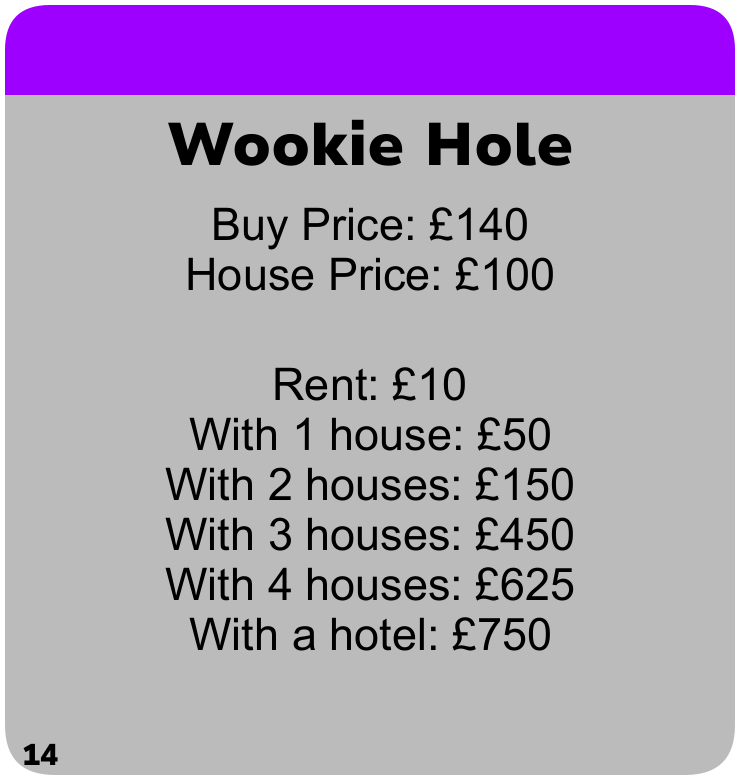 Wookie Hole
Buy Price: £140
House Price: £100
Rent: £10
With 1 house: £50
With 2 houses: £150
With 3 houses: £450
With 4 houses: £625
With a hotel: £750
14